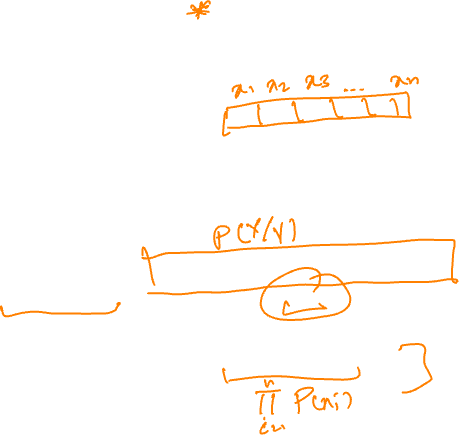 *
x1 x2 x3 ... xn
P(X/Y)
n
∏ P(xi)
i=1